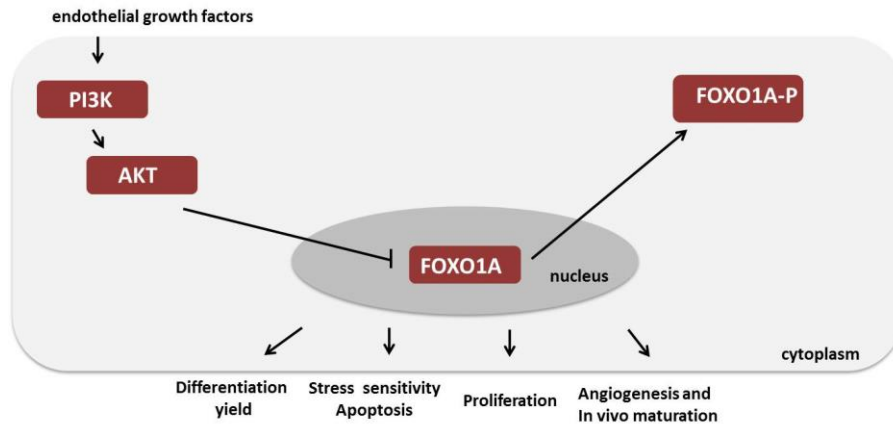 endothelial growth factors
PI3K
FOXO1A-P
AKT
FOXO1A
nucleus
cytoplasm
Differentiation
yield
Stress sensitivity
Apoptosis
Proliferation
Angiogenesis and
In vivo maturation